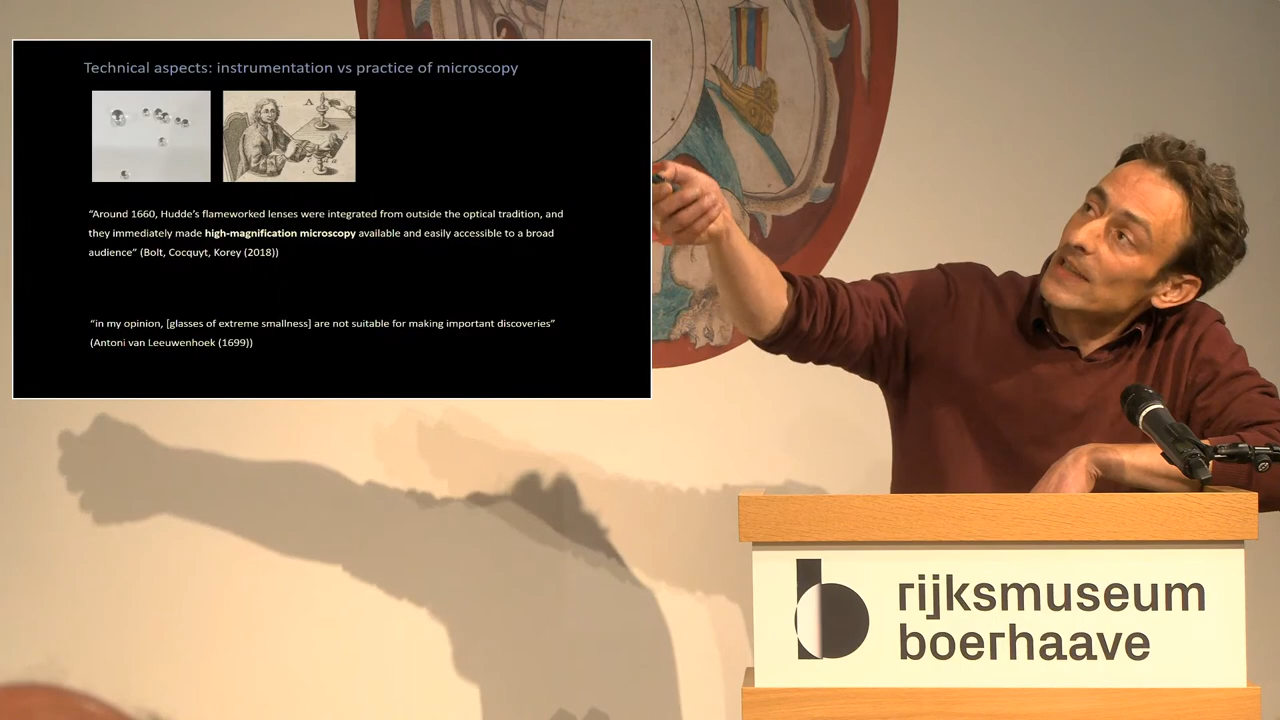 Technical aspects: instrumentation vs practice of microscopy
A
“Around 1660, Hudde’s flameworked lenses were integrated from outside the optical tradition, and
they immediately made high-magnification microscopy available and easily accessible to a broad
audience” (Bolt, Cocquyt, Korey (2018))
“in my opinion, [glasses of extreme smallness] are not suitable for making important discoveries”
(Antoni van Leeuwenhoek (1699))
rijksmuseum
boerhaave